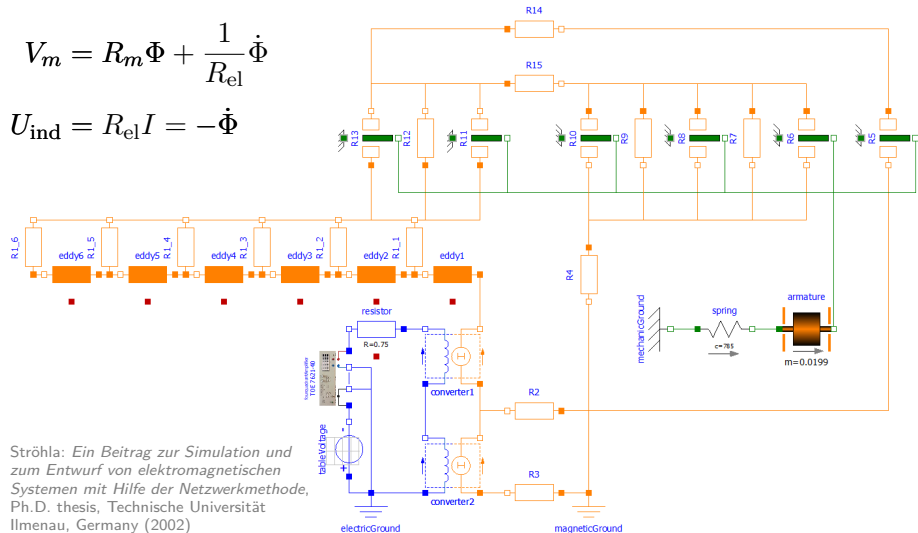 V_m = R_m Φ + 1/R_el Φ̇
U_ind = R_el I = −Φ̇
R14
R15
R13
R12
R11
R10
R9
R8
R7
R6
R5
R1_6
R1_5
R1_4
R1_3
R1_2
R1_1
eddy6
eddy5
eddy4
eddy3
eddy2
eddy1
R4
mechanicGround
spring
c=785
armature
m=0.0199
resistor
R=0.75
TOE7621-40
converter1
R2
tableVoltage
-
+
converter2
R3
electricGround
magneticGround
Ströhla: Ein Beitrag zur Simulation und
zum Entwurf von elektromagnetischen
Systemen mit Hilfe der Netzwerkmethode,
Ph.D. thesis, Technische Universität
Ilmenau, Germany (2002)